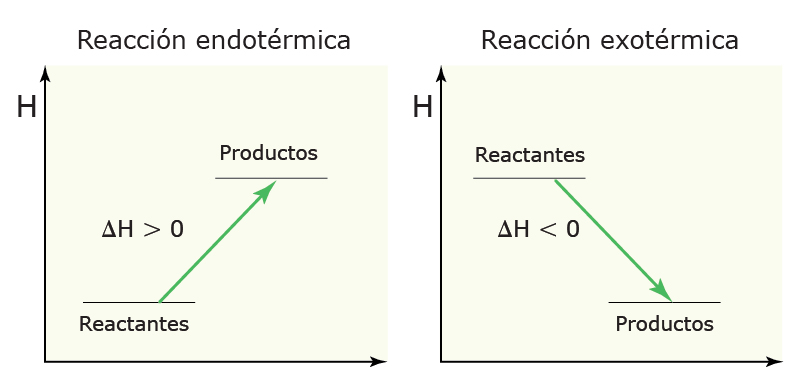 Reacción endotérmica
H
Productos
ΔH > 0
Reactantes
Reacción exotérmica
H
Reactantes
ΔH < 0
Productos